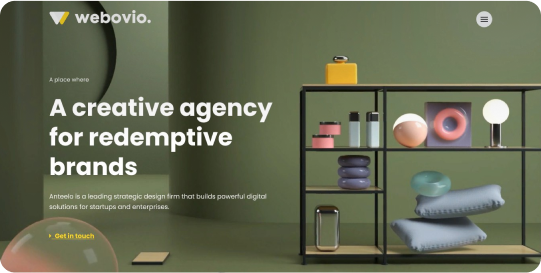 webovio.
A place where
A creative agency
for redemptive
brands
Anteelo is a leading strategic design firm that builds powerful digital
solutions for startups and enterprises.
Get in touch